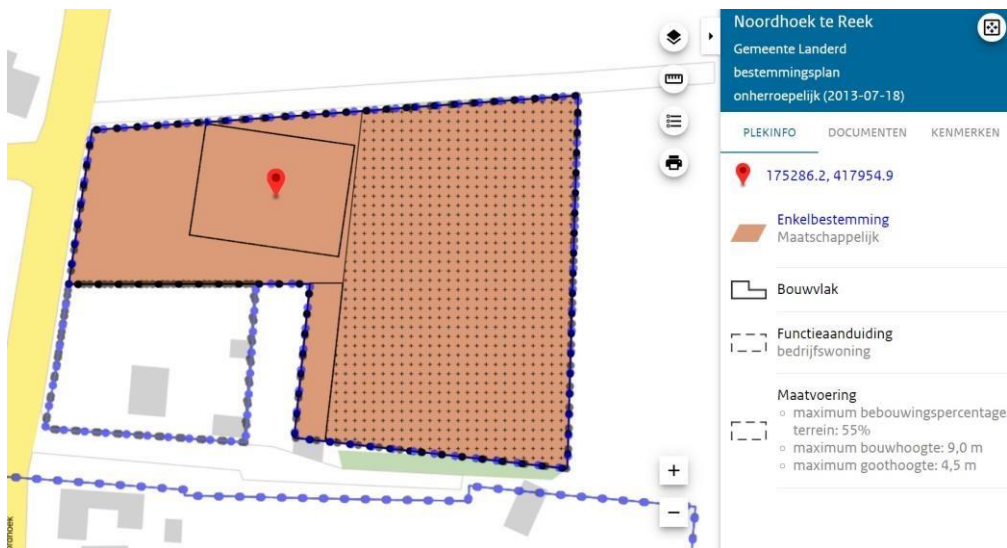 Noordhoek te Reek
Gemeente Landerd
bestemmingsplan
onherroepelijk (2013-07-18)
PLEKINFO DOCUMENTEN KENMERKEN
175286.2, 417954.9
Enkelbestemming
Maatschappelijk
Bouwvlak
Functieaanduiding
bedrijfswoning
Maatvoering
maximum bebouwingspercentage
terrein: 55%
maximum bouwhoogte: 9,0 m
maximum goothoogte: 4,5 m